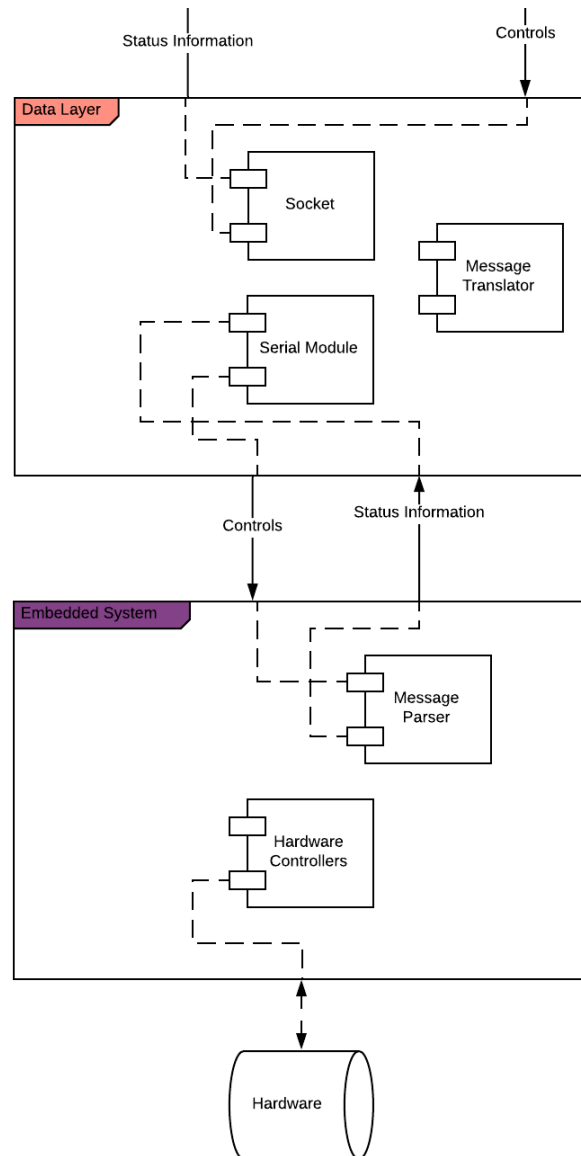 Status Information
Controls
Data Layer
Socket
Message
Translator
Serial Module
Controls
Status Information
Embedded System
Message
Parser
Hardware
Controllers
Hardware